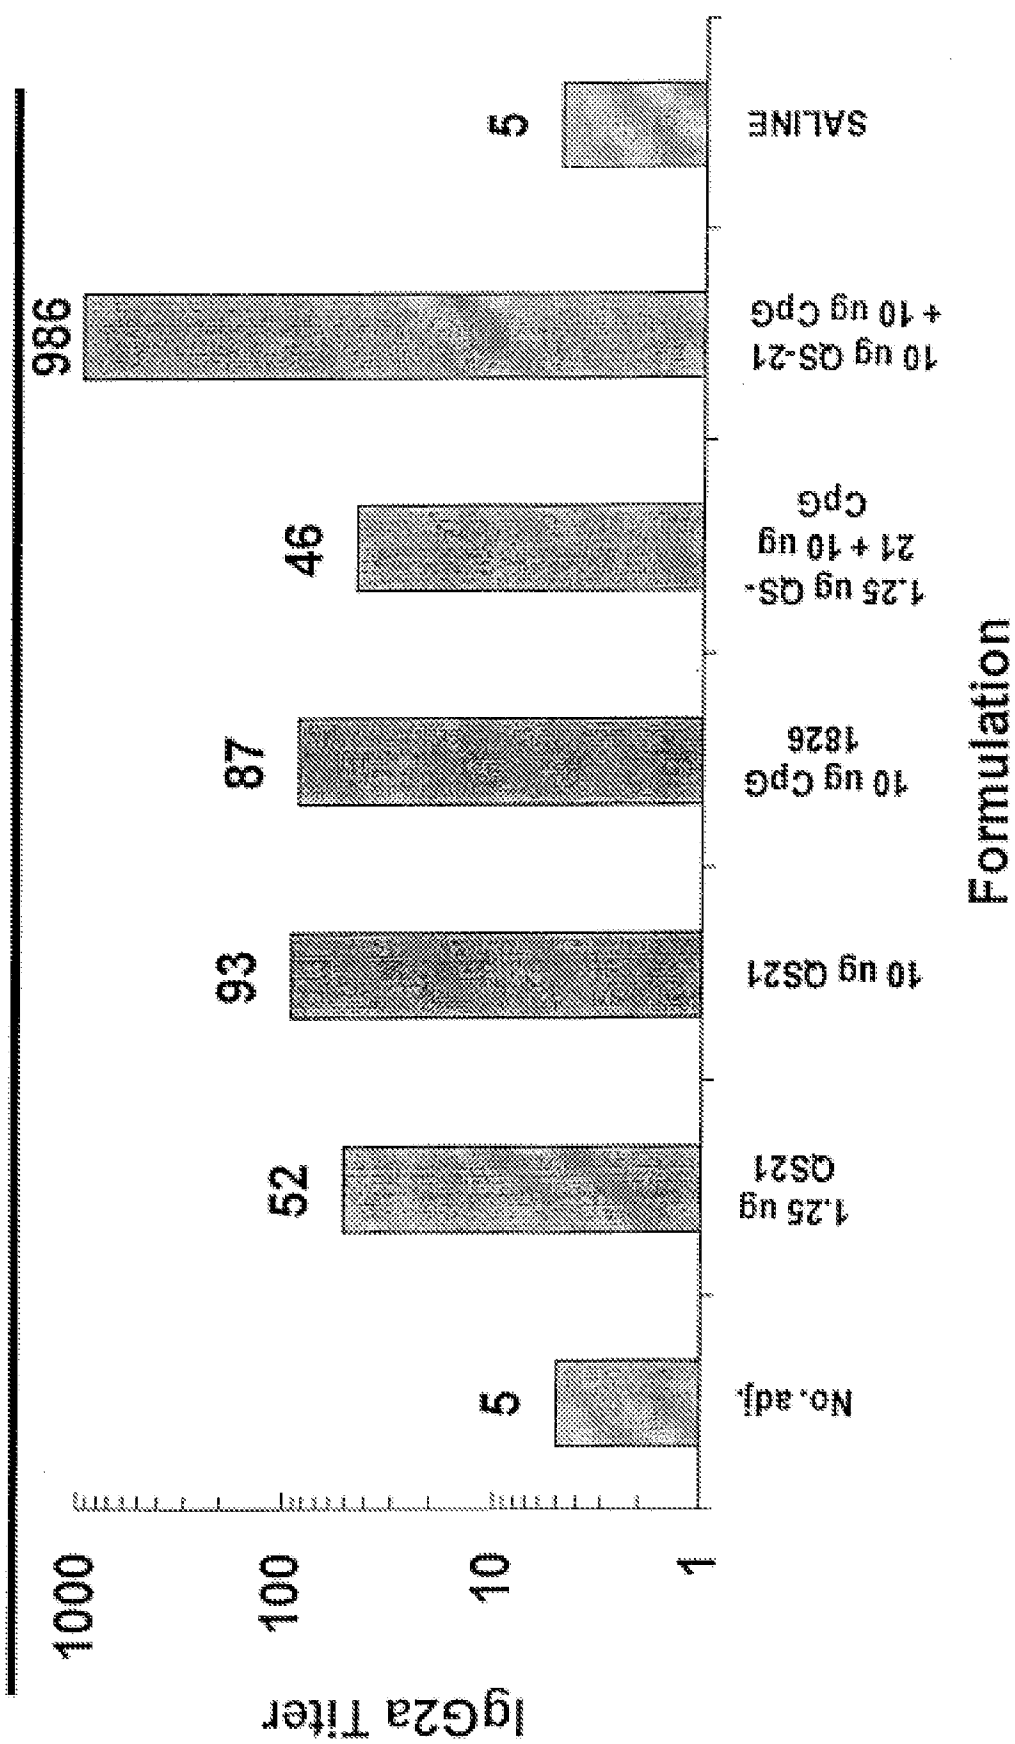 IgG2a Titer
1000
100
10
1
5
52
93
87
46
986
5
No. adj.
1.25 ug
QS21
10 ug QS21
10 ug CpG
1826
1.25 ug QS-
21 + 10 ug
CpG
10 ug QS-21
+ 10 ug CpG
SALINE
Formulation